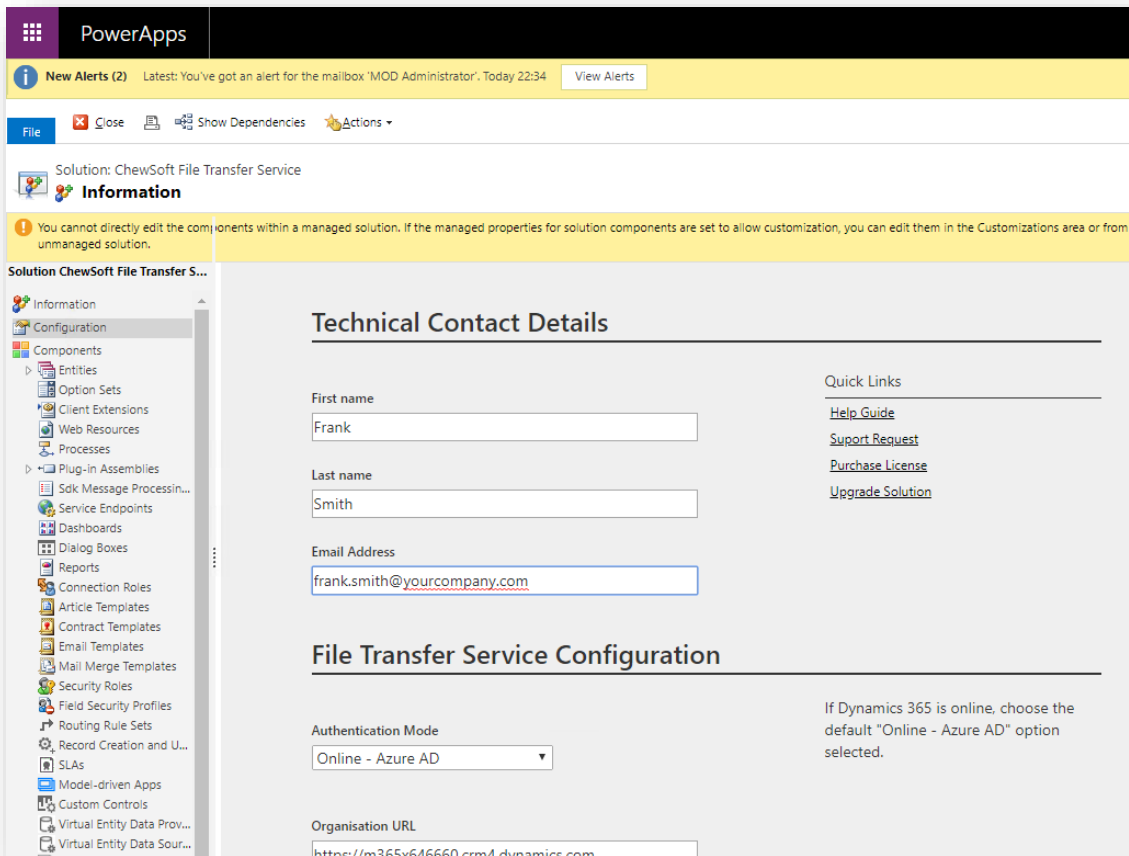 PowerApps
New Alerts (2) Latest: You've got an alert for the mailbox 'MOD Administrator'. Today 22:34 View Alerts
File Close Show Dependencies Actions
Solution: ChewSoft File Transfer Service
Information
You cannot directly edit the components within a managed solution. If the managed properties for solution components are set to allow customization, you can edit them in the Customizations area or from
unmanaged solution.
Solution ChewSoft File Transfer S...
Information
Configuration
Components
Entities
Option Sets
Client Extensions
Web Resources
Processes
Plug-in Assemblies
Sdk Message Processin...
Service Endpoints
Dashboards
Dialog Boxes
Reports
Connection Roles
Article Templates
Contract Templates
Email Templates
Mail Merge Templates
Security Roles
Field Security Profiles
Routing Rule Sets
Record Creation and U...
SLAs
Model-driven Apps
Custom Controls
Virtual Entity Data Prov...
Virtual Entity Data Sour...
Technical Contact Details
First name
Frank
Last name
Smith
Email Address
frank.smith@yourcompany.com
Quick Links
Help Guide
Suport Request
Purchase License
Upgrade Solution
File Transfer Service Configuration
Authentication Mode
Online - Azure AD
If Dynamics 365 is online, choose the
default "Online - Azure AD" option
selected.
Organisation URL
https://m365x646660.crm4.dynamics.com